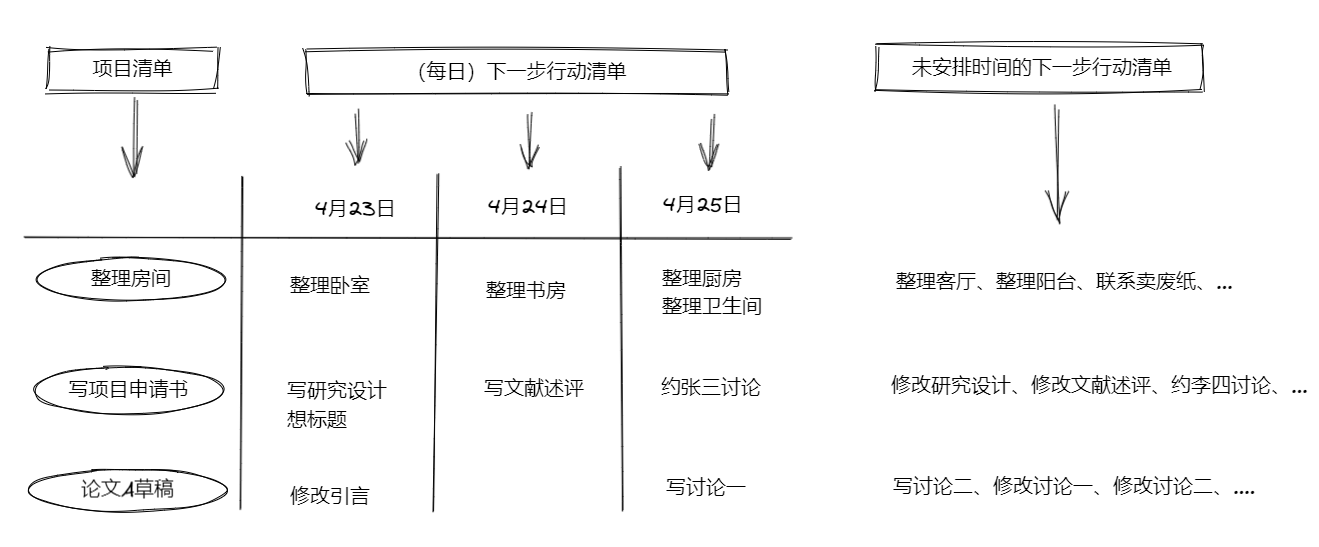 项目清单
（每日）下一步行动清单
未安排时间的下一步行动清单
4月23日
4月24日
4月25日
整理房间
整理卧室
整理书房
整理厨房
整理卫生间
整理客厅、整理阳台、联系卖废纸、...
写项目申请书
写研究设计
想标题
写文献述评
约张三讨论
修改研究设计、修改文献述评、约李四讨论、...
论文A草稿
修改引言
写讨论一
写讨论二、修改讨论一、修改讨论二、....